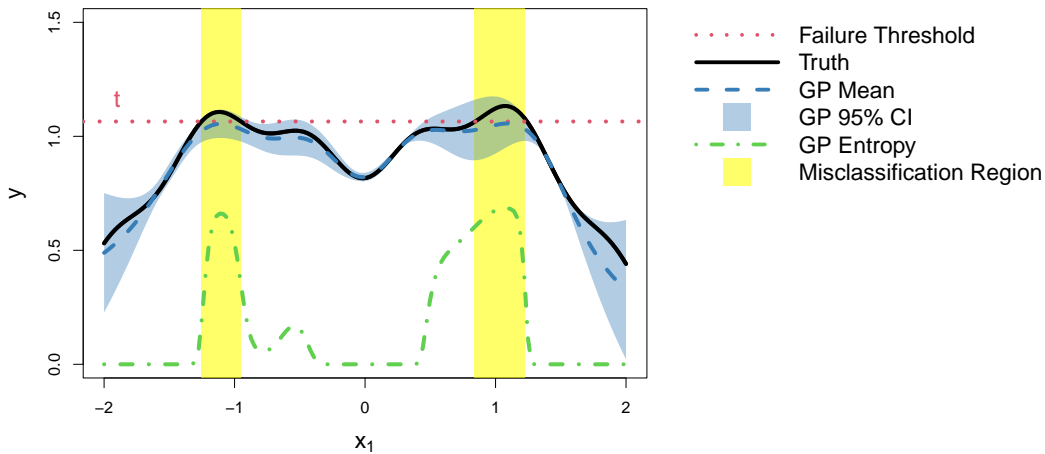 1.5
1.0
0.5
0.0
y
t
−2
−1
0
1
2
x1
Failure Threshold
Truth
GP Mean
GP 95% CI
GP Entropy
Misclassification Region